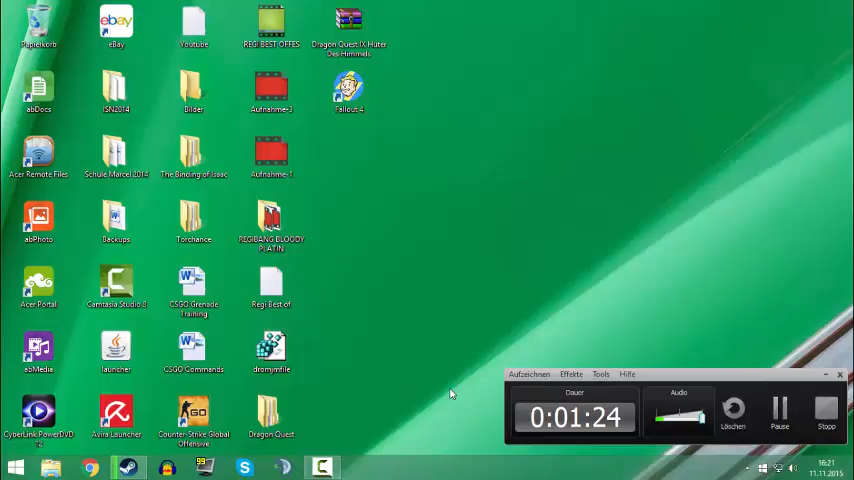 Papierkorb
eBay
Youtube
REGI BEST OFFES
Dragon Quest IX Hüter
Des Himmels
abDocs
ISN2014
Bilder
Aufnahme-3
Fallout 4
Acer Remote Files
Schule Marcel 2014
The Binding of Isaac
Aufnahme-1
abPhoto
Backups
Torchance
REGIBANG BLOODY
PLATIN
Acer Portal
Camtasia Studio 8
CSGO Grenade
Training
Regi Best of
abMedia
launcher
CSGO Commands
dromjmfile
CyberLink PowerDVD
12
Avira Launcher
Counter-Strike Global
Offensive
Dragon Quest
Aufzeichnen
Effekte
Tools
Hilfe
Dauer
0:01:24
Audio
Löschen
Pause
Stopp
99
16:21
11.11.2015